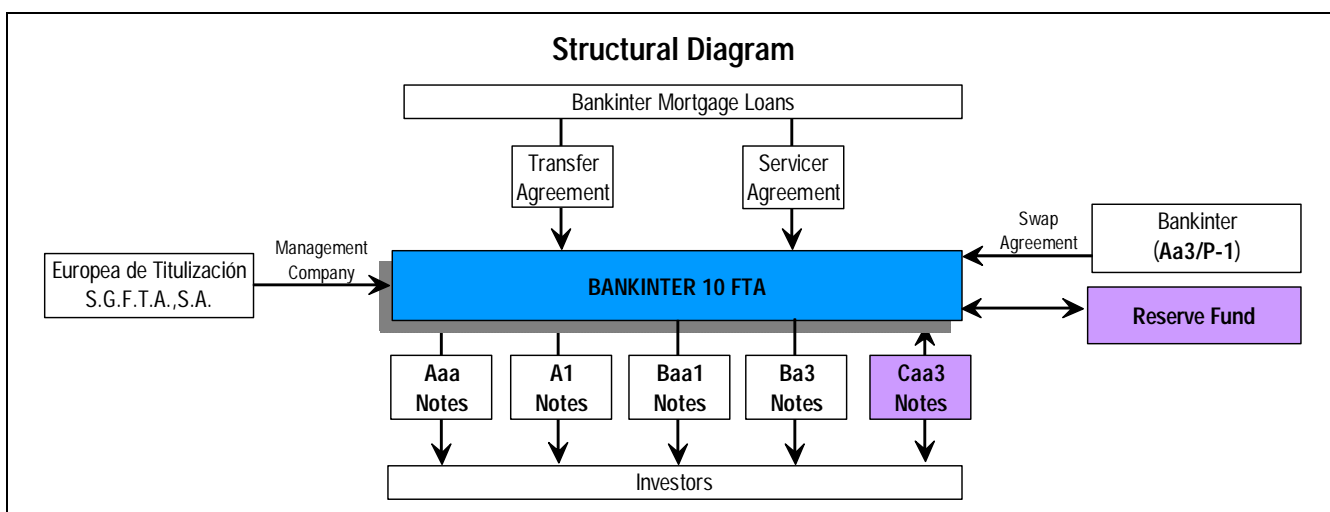 Structural Diagram
Bankinter Mortgage Loans
Transfer
Agreement
Servicer
Agreement
Swap
Agreement
Bankinter
(Aa3/P-1)
Management
Company
Europea de Titulización
S.G.F.T.A.,S.A.
BANKINTER 10 FTA
Reserve Fund
Aaa
Notes
A1
Notes
Baa1
Notes
Ba3
Notes
Caa3
Notes
Investors